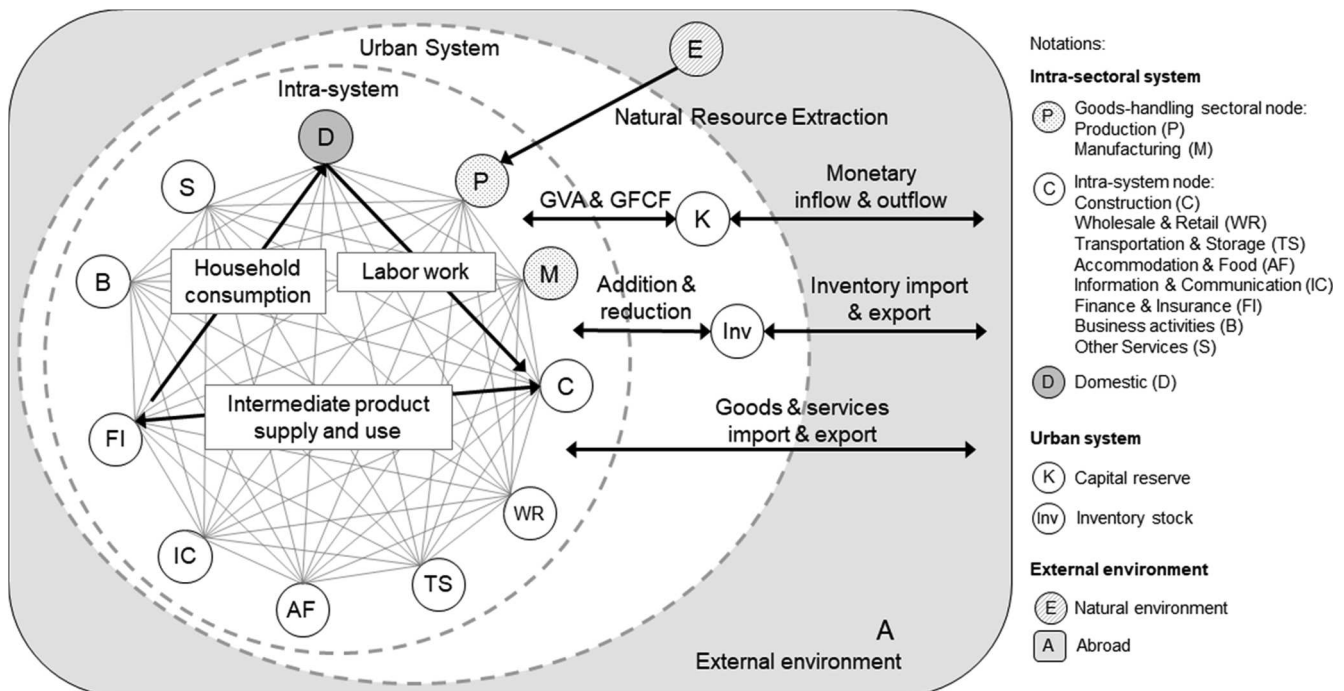 Urban System
E
Intra-system
Natural Resource Extraction
D
S
P
GVA & GFCF
K
Monetary
inflow & outflow
B
Household
consumption
Labor work
M
Addition &
reduction
Inv
Inventory import
& export
C
Intermediate product
supply and use
FI
Goods & services
import & export
WR
IC
TS
AF
A
External environment
Notations:
Intra-sectoral system
P
Goods-handling sectoral node:
Production (P)
Manufacturing (M)
C
Intra-system node:
Construction (C)
Wholesale & Retail (WR)
Transportation & Storage (TS)
Accommodation & Food (AF)
Information & Communication (IC)
Finance & Insurance (FI)
Business activities (B)
Other Services (S)
D
Domestic (D)
Urban system
K
Capital reserve
Inv
Inventory stock
External environment
E
Natural environment
A
Abroad